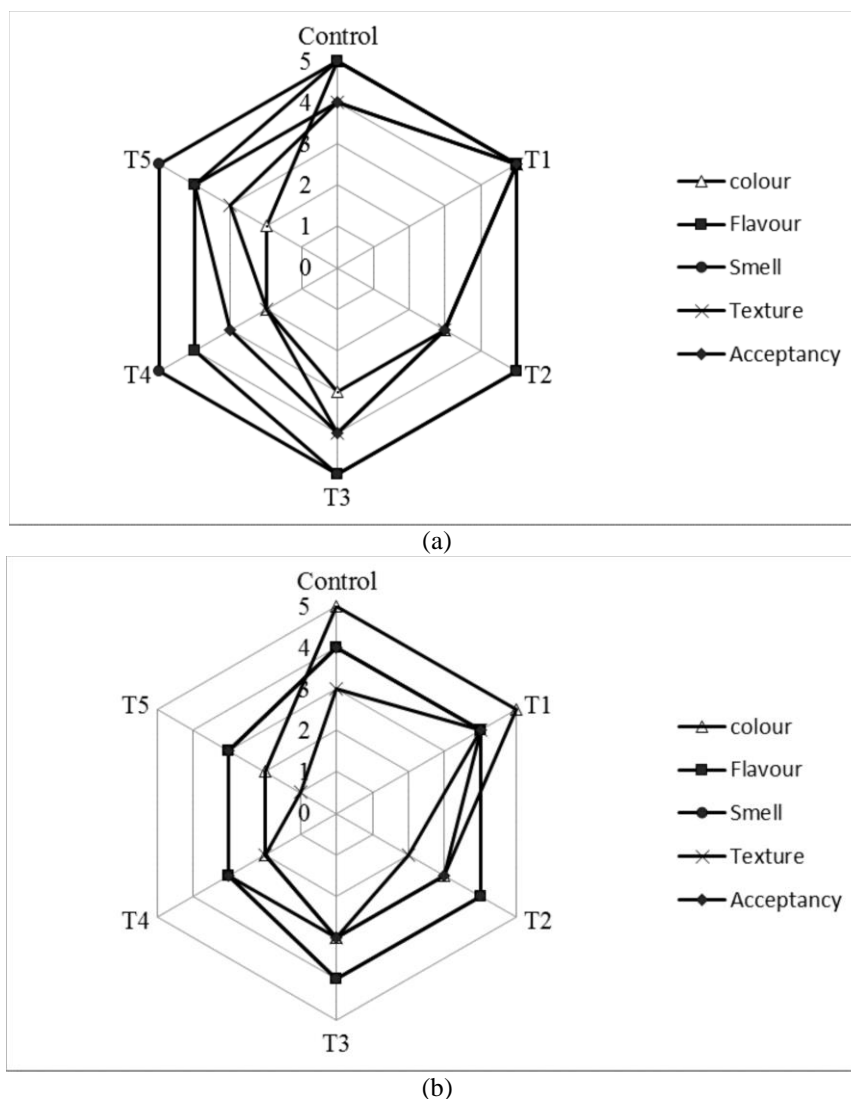 Control
5
4
3
2
1
0
T1
T2
T3
T4
T5
colour
Flavour
Smell
Texture
Acceptancy
(a)
Control
5
4
3
2
1
0
T1
T2
T3
T4
T5
colour
Flavour
Smell
Texture
Acceptancy
(b)